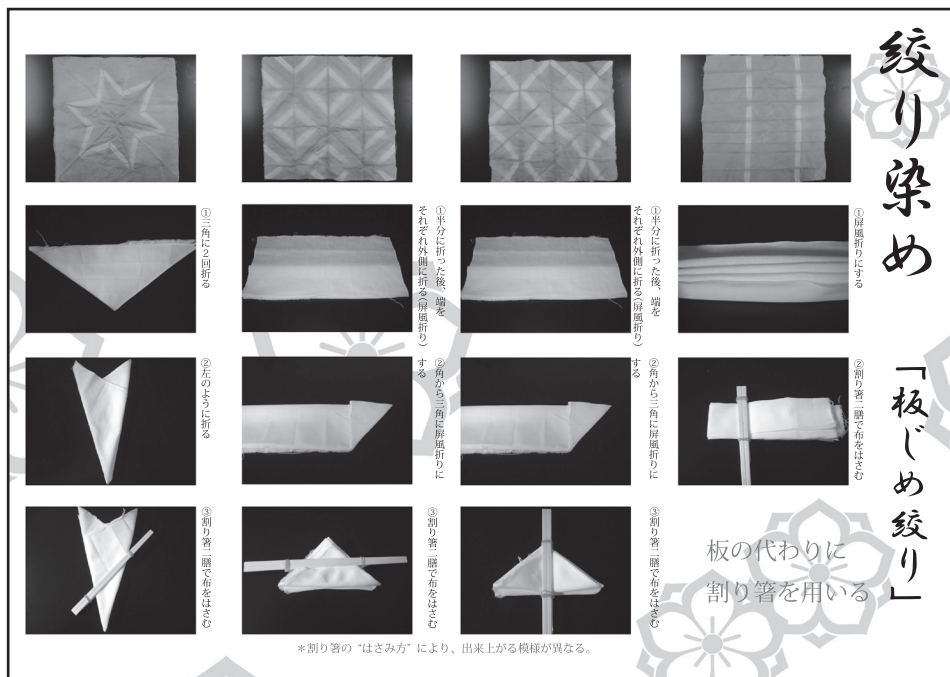 絞り染め
「板じめ絞り」
①屏風折りにする
②割り箸二膳で布をはさむ
板の代わりに
割り箸を用いる
①半分に折った後、端を
それぞれ外側に折る（屏風折り）
②角から三角に屏風折りに
する
③割り箸二膳で布をはさむ
①半分に折った後、端を
それぞれ外側に折る（屏風折り）
②角から三角に屏風折りに
する
③割り箸二膳で布をはさむ
①三角に２回折る
②左のように折る
③割り箸二膳で布をはさむ
＊割り箸の“はさみ方”により、出来上がる模様が異なる。